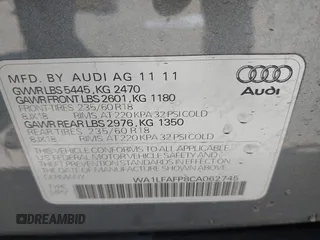 MFD. BY AUDI AG 11 11
GVWR LBS 5445, KG 2470
GAWR FRONT LBS 2601, KG 1180
FRONT TIRES 235/60 R18
8JX18 RIMS AT 220 KPA 32 PSI COLD
GAWR REAR LBS 2976, KG 1350
REAR TIRES 235/60 R18
8JX18 RIMS AT 220 KPA 32 PSI COLD
THIS VEHICLE CONFORMS TO ALL APPLICABLE
FEDERAL MOTOR VEHICLE SAFETY AND
THEFT PREVENTION STANDARDS IN EFFECT ON
THE DATE OF MANUFACTURE SHOWN ABOVE
WA1LFAFP8CA062745
TYPE
Audi
DREAMBID